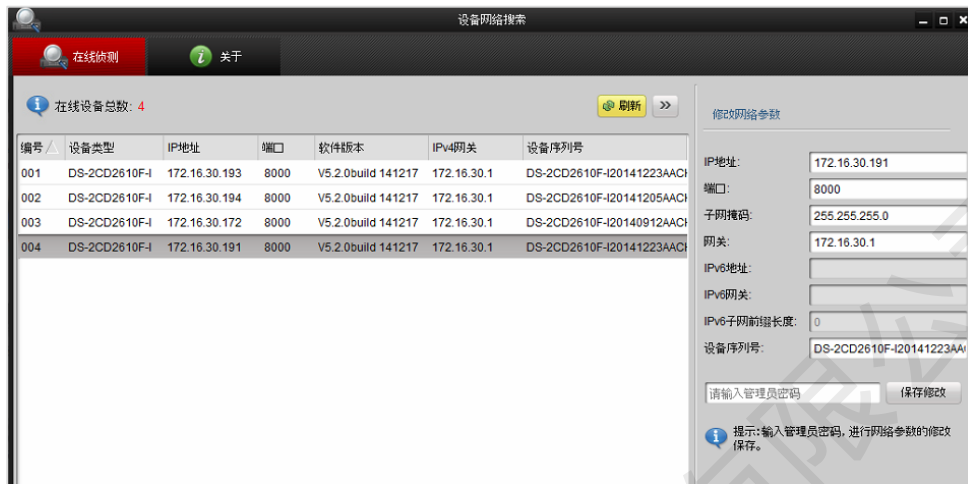 设备网络搜索
在线侦测 关于
在线设备总数: 4 刷新
编号 设备类型 IP地址 端口 软件版本 IPv4网关 设备序列号
001 DS-2CD2610F-I 172.16.30.193 8000 V5.2.0build 141217 172.16.30.1 DS-2CD2610F-I20141223AACH
002 DS-2CD2610F-I 172.16.30.194 8000 V5.2.0build 141217 172.16.30.1 DS-2CD2610F-I20141205AACH
003 DS-2CD2610F-I 172.16.30.172 8000 V5.2.0build 141217 172.16.30.1 DS-2CD2610F-I20140912AACH
004 DS-2CD2610F-I 172.16.30.191 8000 V5.2.0build 141217 172.16.30.1 DS-2CD2610F-I20141223AACH
修改网络参数
IP地址: 172.16.30.191
端口: 8000
子网掩码: 255.255.255.0
网关: 172.16.30.1
IPv6地址:
IPv6网关:
IPv6子网前缀长度: 0
设备序列号: DS-2CD2610F-I20141223AA
请输入管理员密码 保存修改
提示:输入管理员密码, 进行网络参数的修改
保存。
有限公司